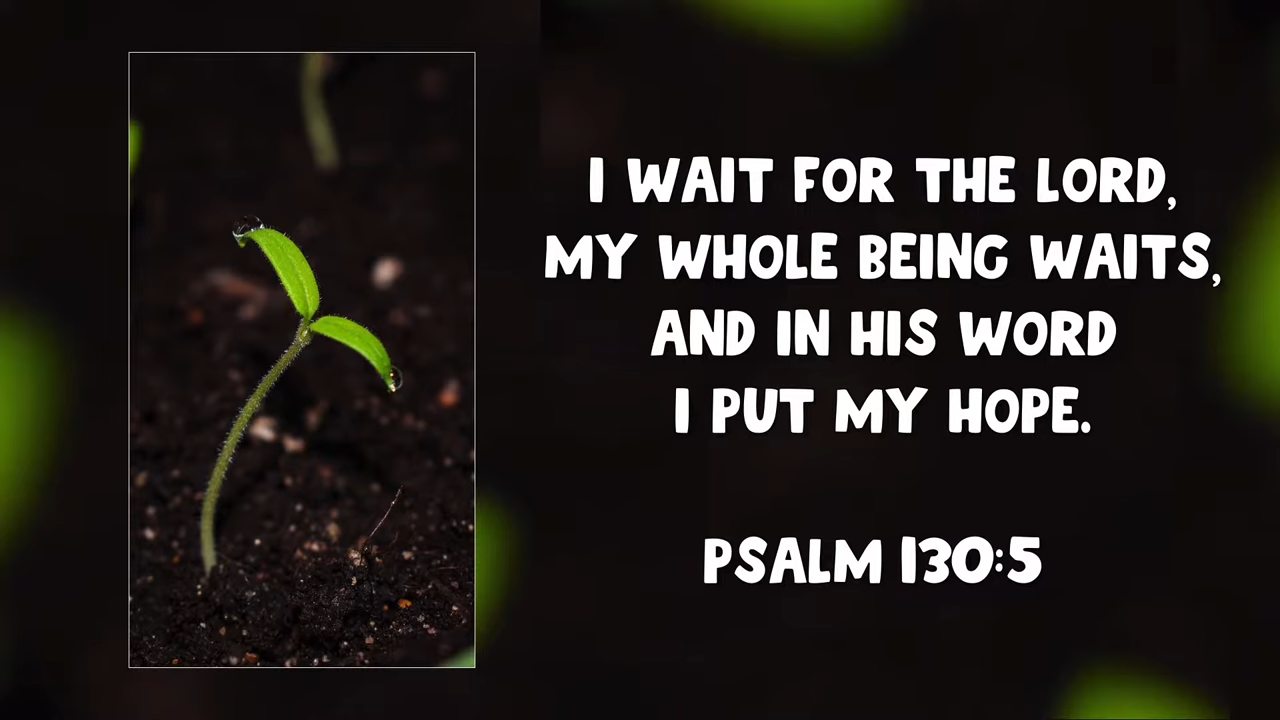 I WAIT FOR THE LORD,
MY WHOLE BEING WAITS,
AND IN HIS WORD
I PUT MY HOPE.
PSALM 130:5